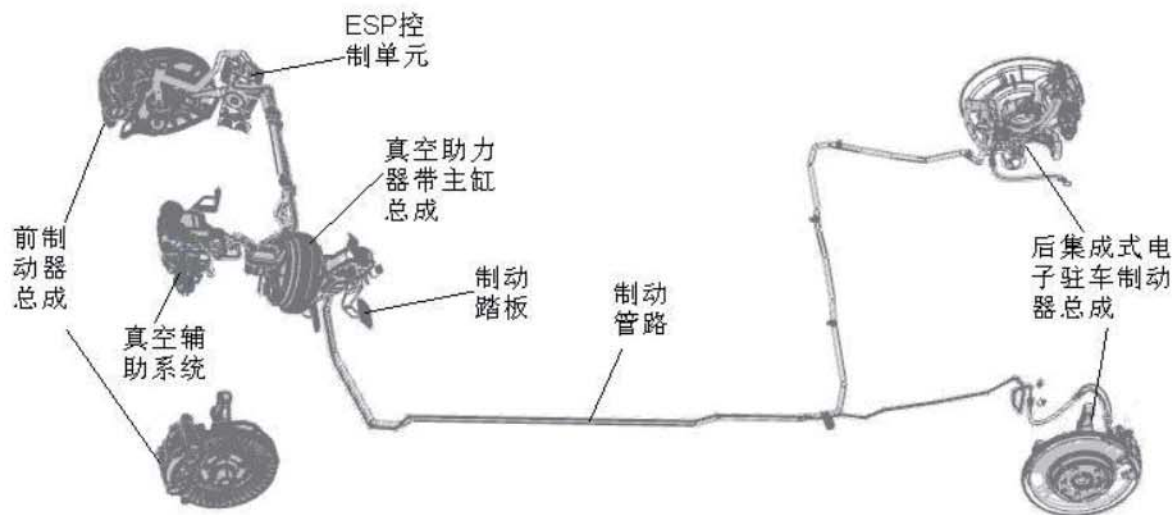 ESP控
制单元
真空助力
器带主缸
总成
前制
动器
总成
真空辅
助系统
制动
踏板
制动
管路
后集成式电
子驻车制动
器总成